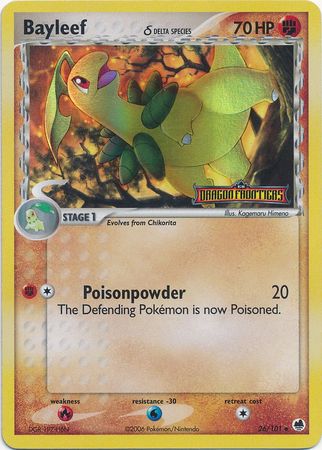 Bayleef δ DELTA SPECIES 70 HP
DRAGON FRONTIERS
Illus. Kagemaru Himeno
STAGE 1
Evolves from Chikorita
Poisonpowder 20
The Defending Pokémon is now Poisoned.
weakness resistance -30 retreat cost
©2006 Pokémon/Nintendo 26/101